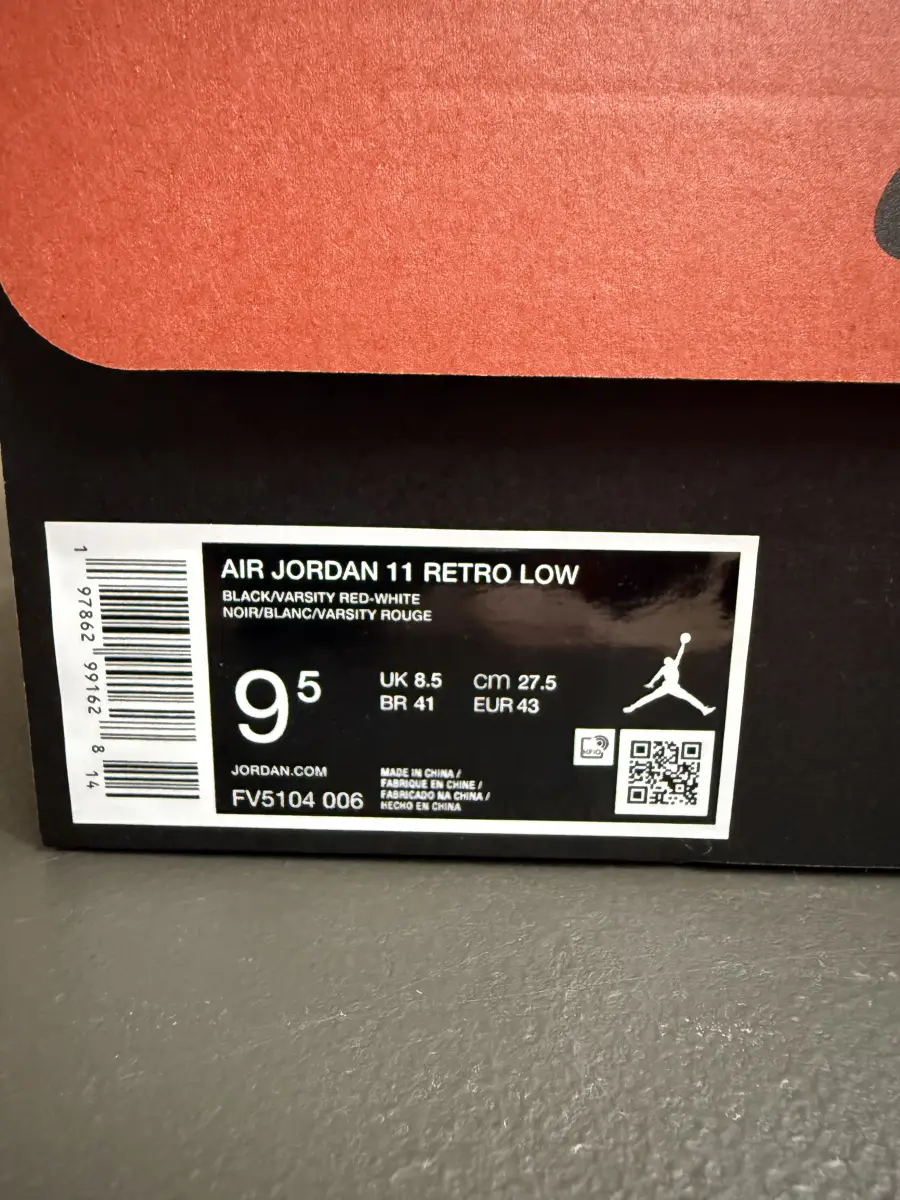 AIR JORDAN 11 RETRO LOW
BLACK/VARSITY RED-WHITE
NOIR/BLANC/VARSITY ROUGE
9⁵
UK 8.5 cm 27.5
BR 41 EUR 43
JORDAN.COM
FV5104 006
MADE IN CHINA /
FABRIQUE EN CHINE /
FABRICADO NA CHINA /
HECHO EN CHINA
1 97862 99162 8 14